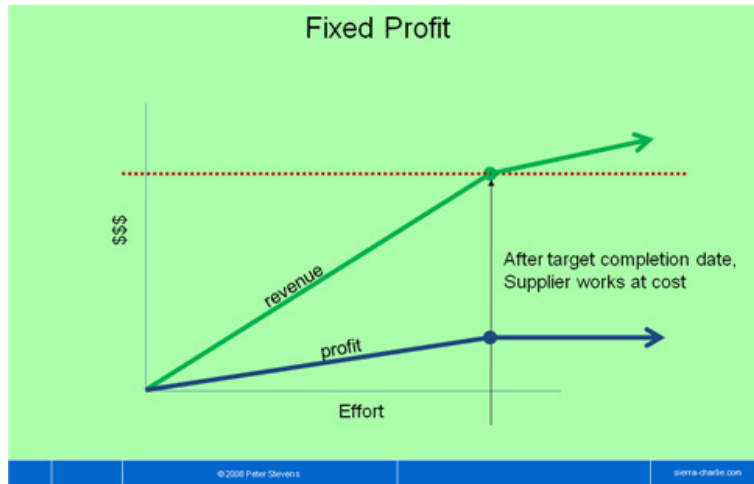 Fixed Profit
$$$
revenue
After target completion date,
Supplier works at cost
profit
Effort
©2008 Peter Stevens
sierra-charlie.com